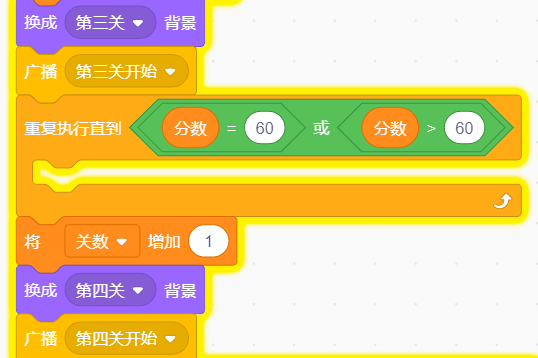 换成 第三关 背景
广播 第三关开始
重复执行直到 分数 = 60 或 分数 > 60
将 关数 增加 1
换成 第四关 背景
广播 第四关开始